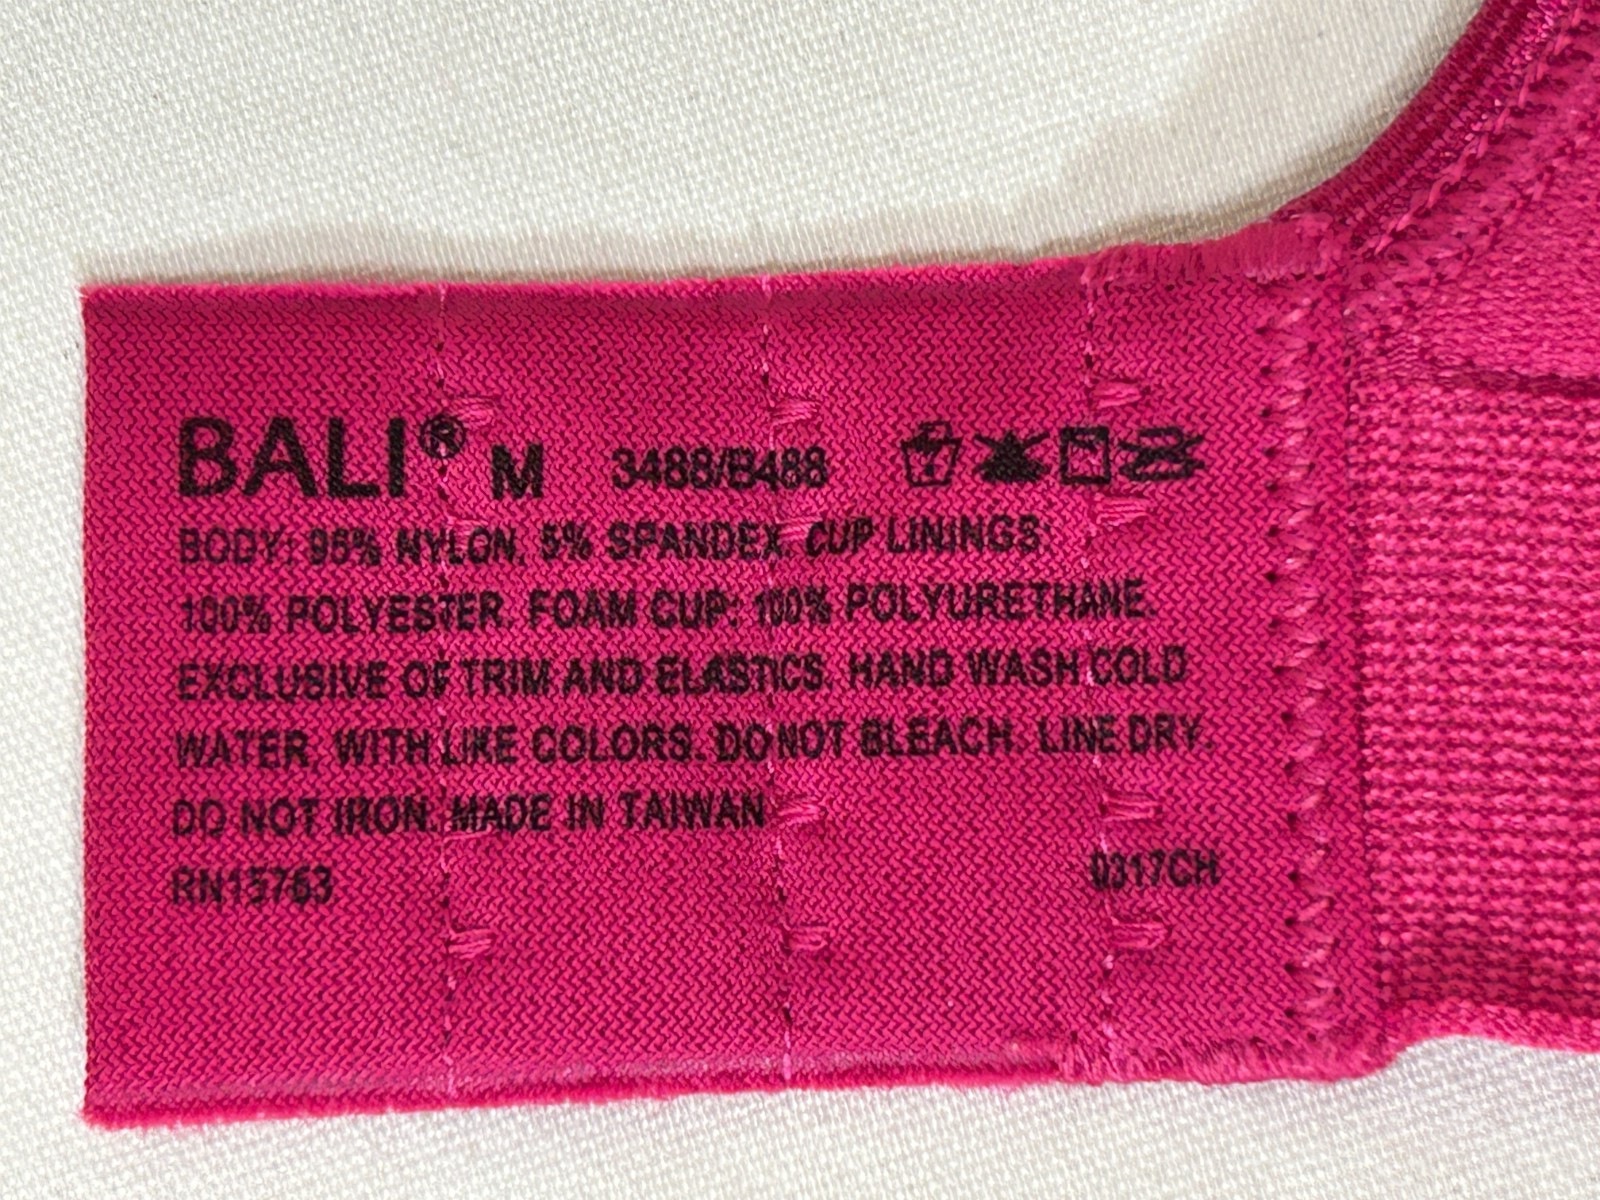 BALI® M 3488/B488
BODY: 95% NYLON. 5% SPANDEX. CUP LININGS:
100% POLYESTER. FOAM CUP: 100% POLYURETHANE.
EXCLUSIVE OF TRIM AND ELASTICS. HAND WASH COLD
WATER. WITH LIKE COLORS. DO NOT BLEACH. LINE DRY.
DO NOT IRON. MADE IN TAIWAN
RN15763 0317CH